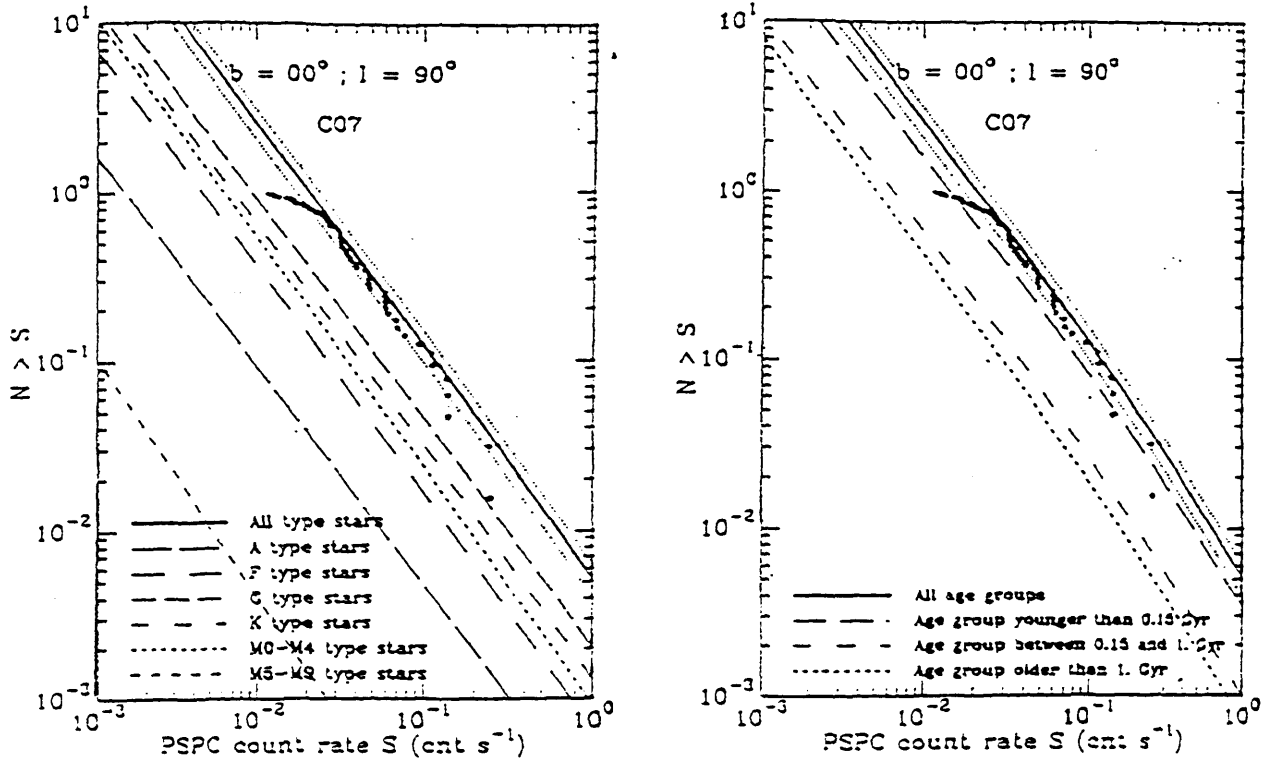 b = 00° ; l = 90°
C07
N > S
10^1
10^0
10^-1
10^-2
10^-3
All type stars
A type stars
F type stars
G type stars
K type stars
M0-M4 type stars
M5-M9 type stars
10^-3
10^-2
10^-1
10^0
PSPC count rate S (cnt s^-1)
b = 00° ; l = 90°
C07
N > S
10^1
10^0
10^-1
10^-2
10^-3
All age groups
Age group younger than 0.15 Gyr
Age group between 0.15 and 1. Gyr
Age group older than 1. Gyr
10^-3
10^-2
10^-1
10^0
PSPC count rate S (cnt s^-1)